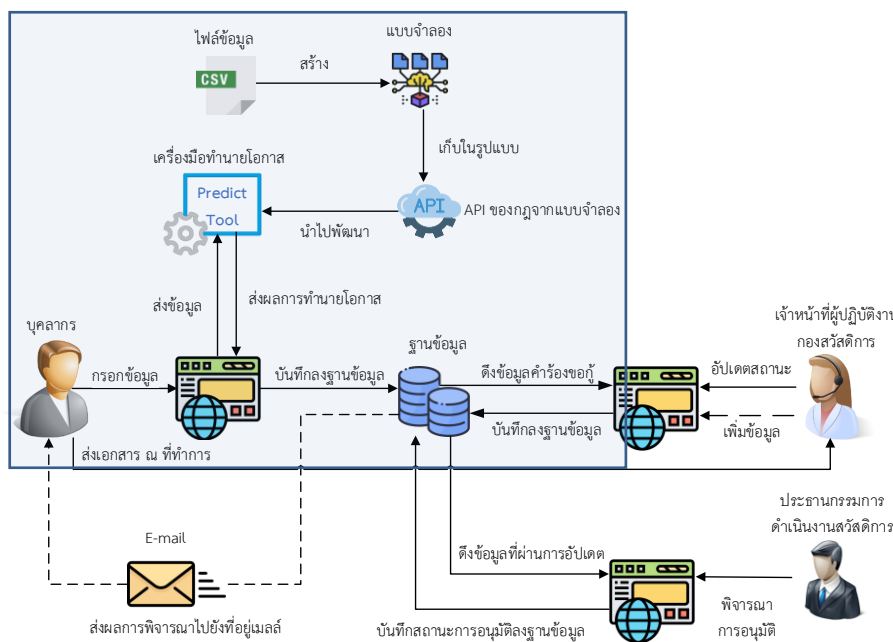 ไฟล์ข้อมูล
แบบจำลอง
CSV
สร้าง
เก็บในรูปแบบ
เครื่องมือทำนายโอกาส
Predict
Tool
API
API ของกฎจากแบบจำลอง
นำไปพัฒนา
ส่งข้อมูล
ส่งผลการทำนายโอกาส
บุคลากร
ฐานข้อมูล
เจ้าหน้าที่ผู้ปฏิบัติงาน
กองสวัสดิการ
กรอกข้อมูล
บันทึกลงฐานข้อมูล
ดึงข้อมูลคำร้องขอกู้
อัปเดตสถานะ
บันทึกลงฐานข้อมูล
เพิ่มข้อมูล
ส่งเอกสาร ณ ที่ทำการ
ประธานกรรมการ
ดำเนินงานสวัสดิการ
E-mail
ดึงข้อมูลที่ผ่านการอัปเดต
พิจารณา
การอนุมัติ
ส่งผลการพิจารณาไปยังที่อยู่เมลล์
บันทึกสถานะการอนุมัติลงฐานข้อมูล